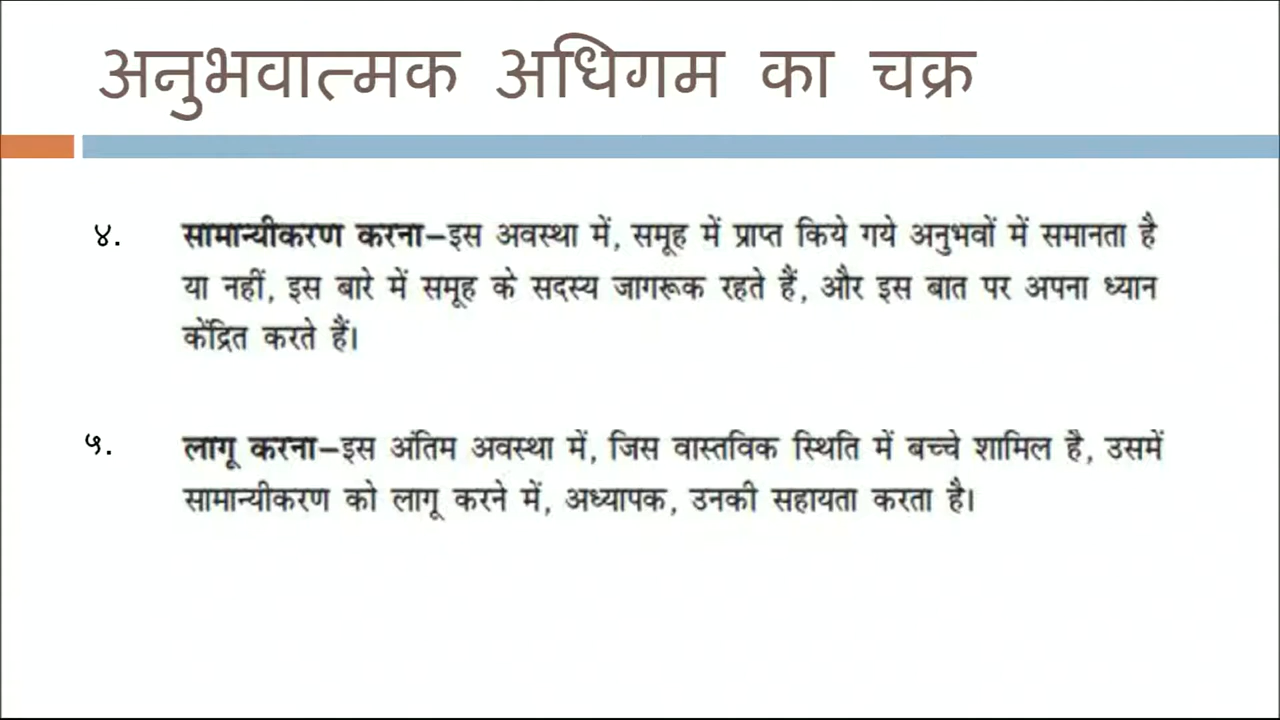 अनुभवात्मक अधिगम का चक्र
४. सामान्यीकरण करना–इस अवस्था में, समूह में प्राप्त किये गये अनुभवों में समानता है
या नहीं, इस बारे में समूह के सदस्य जागरूक रहते हैं, और इस बात पर अपना ध्यान
केंद्रित करते हैं।
५. लागू करना–इस अंतिम अवस्था में, जिस वास्तविक स्थिति में बच्चे शामिल है, उसमें
सामान्यीकरण को लागू करने में, अध्यापक, उनकी सहायता करता है।